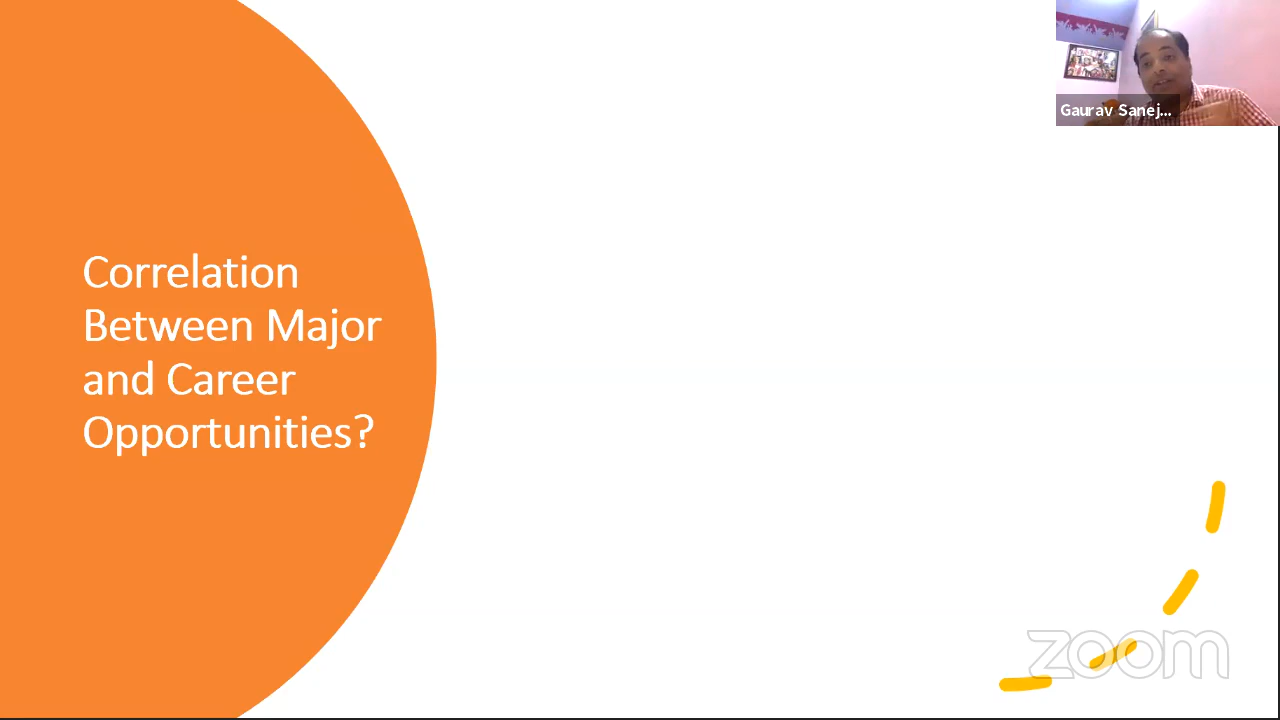 Gaurav Sanej...
Correlation
Between Major
and Career
Opportunities?
zoom